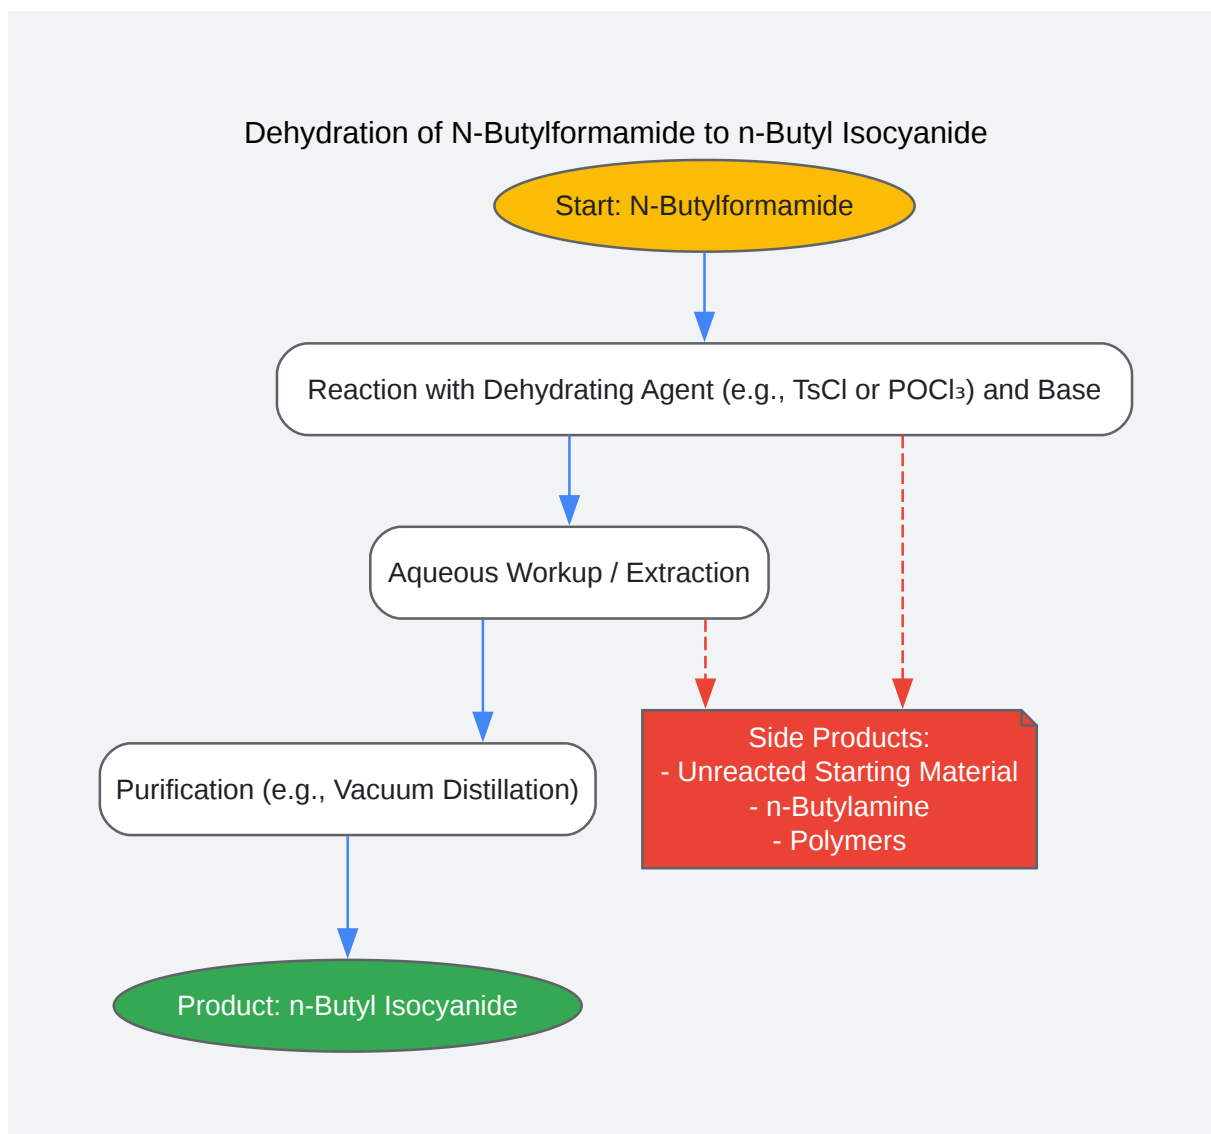 Dehydration of N-Butylformamide to n-Butyl Isocyanide
Start: N-Butylformamide
Reaction with Dehydrating Agent (e.g., TsCl or POCl₃) and Base
Aqueous Workup / Extraction
Side Products:
- Unreacted Starting Material
- n-Butylamine
- Polymers
Purification (e.g., Vacuum Distillation)
Product: n-Butyl Isocyanide